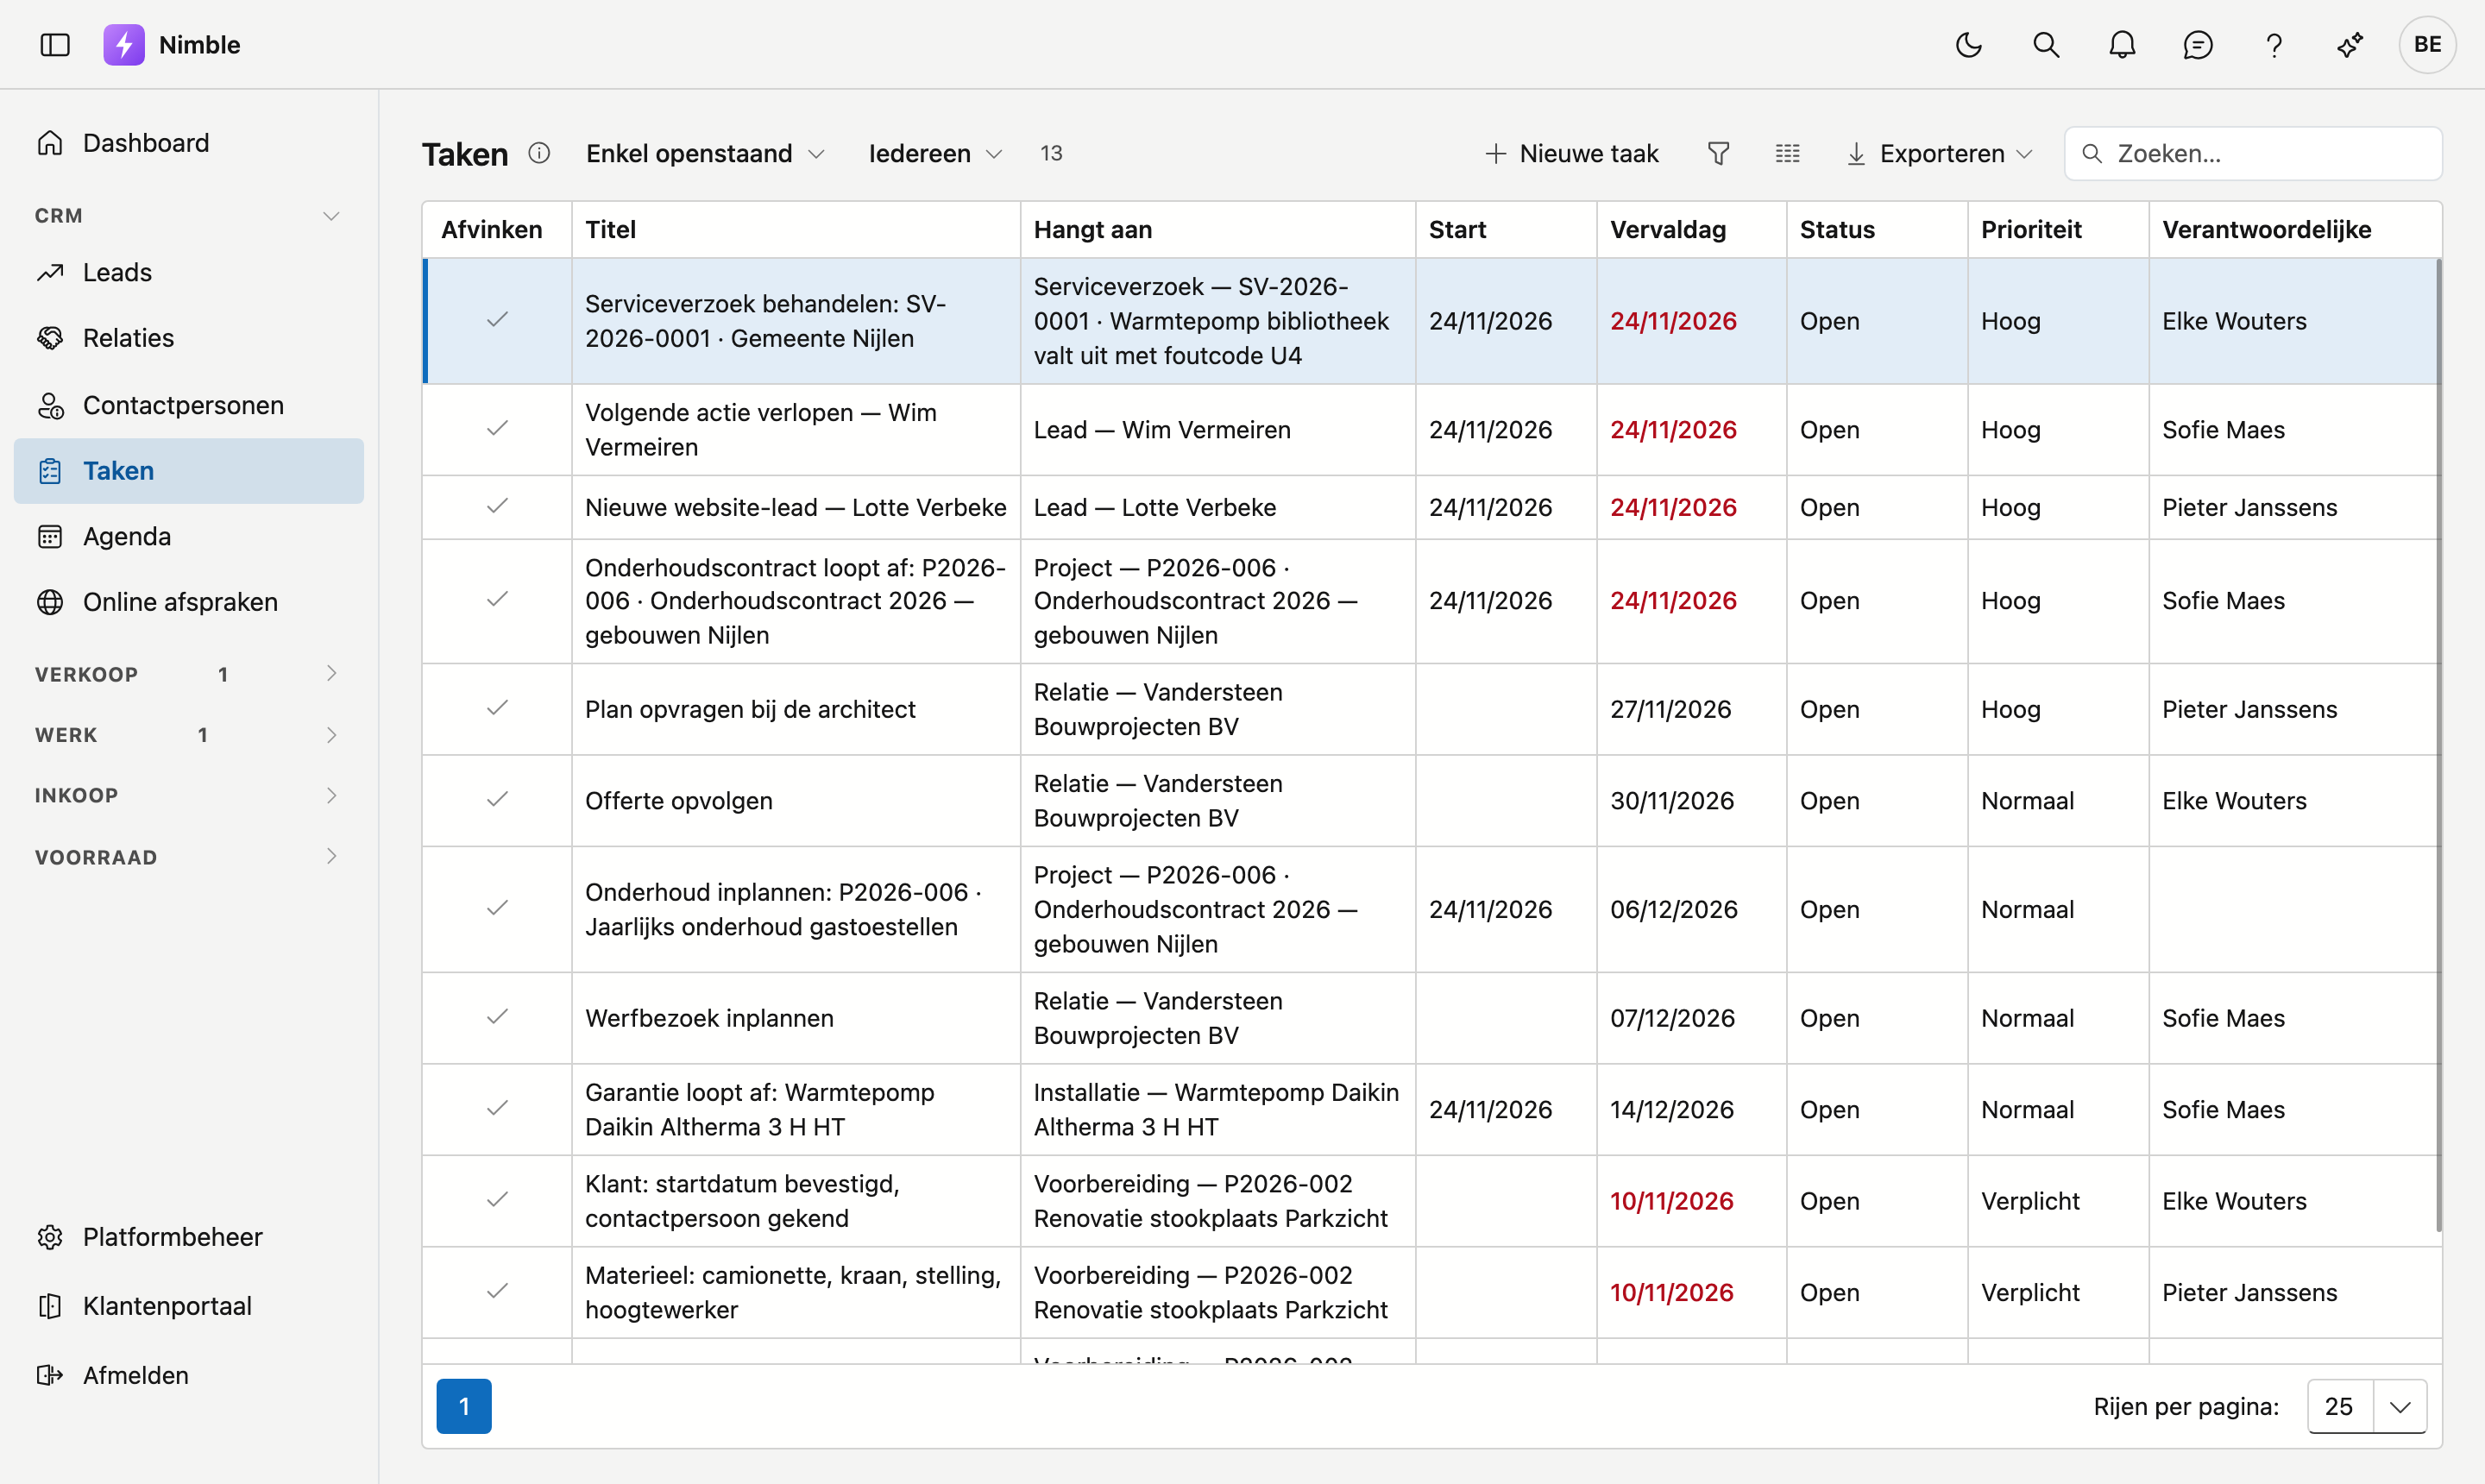 Nimble
BE
Dashboard
CRM
Leads
Relaties
Contactpersonen
Taken
Agenda
Online afspraken
VERKOOP 1
WERK 1
INKOOP
VOORRAAD
Platformbeheer
Klantenportaal
Afmelden
Taken Enkel openstaand Iedereen 13 Nieuwe taak Exporteren Zoeken...
Afvinken Titel Hangt aan Start Vervaldag Status Prioriteit Verantwoordelijke
Serviceverzoek behandelen: SV-
2026-0001 · Gemeente Nijlen
Serviceverzoek — SV-2026-
0001 · Warmtepomp bibliotheek
valt uit met foutcode U4
24/11/2026 24/11/2026 Open Hoog Elke Wouters
Volgende actie verlopen — Wim
Vermeiren
Lead — Wim Vermeiren 24/11/2026 24/11/2026 Open Hoog Sofie Maes
Nieuwe website-lead — Lotte Verbeke Lead — Lotte Verbeke 24/11/2026 24/11/2026 Open Hoog Pieter Janssens
Onderhoudscontract loopt af: P2026-
006 · Onderhoudscontract 2026 —
gebouwen Nijlen
Project — P2026-006 ·
Onderhoudscontract 2026 —
gebouwen Nijlen
24/11/2026 24/11/2026 Open Hoog Sofie Maes
Plan opvragen bij de architect
Relatie — Vandersteen
Bouwprojecten BV
27/11/2026 Open Hoog Pieter Janssens
Offerte opvolgen
Relatie — Vandersteen
Bouwprojecten BV
30/11/2026 Open Normaal Elke Wouters
Onderhoud inplannen: P2026-006 ·
Jaarlijks onderhoud gastoestellen
Project — P2026-006 ·
Onderhoudscontract 2026 —
gebouwen Nijlen
24/11/2026 06/12/2026 Open Normaal
Werfbezoek inplannen
Relatie — Vandersteen
Bouwprojecten BV
07/12/2026 Open Normaal Sofie Maes
Garantie loopt af: Warmtepomp
Daikin Altherma 3 H HT
Installatie — Warmtepomp Daikin
Altherma 3 H HT
24/11/2026 14/12/2026 Open Normaal Sofie Maes
Klant: startdatum bevestigd,
contactpersoon gekend
Voorbereiding — P2026-002
Renovatie stookplaats Parkzicht
10/11/2026 Open Verplicht Elke Wouters
Materieel: camionette, kraan, stelling,
hoogtewerker
Voorbereiding — P2026-002
Renovatie stookplaats Parkzicht
10/11/2026 Open Verplicht Pieter Janssens
Voorbereiding — P2026-002
1 Rijen per pagina: 25